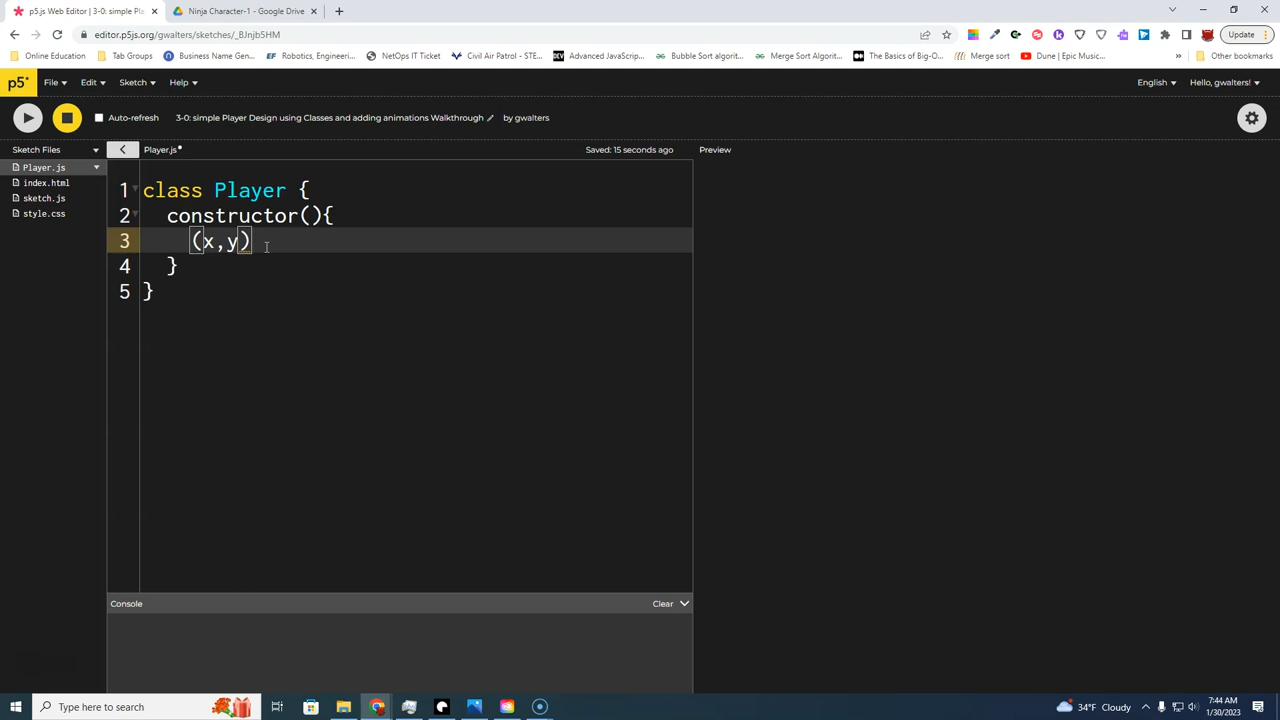 p5.js Web Editor | 3-0: simple Pla
Ninja Character-1 - Google Drive
editor.p5js.org/gwalters/sketches/_BJnjb5HM
Update
Online Education
Tab Groups
Business Name Gen...
Robotics, Engineeri...
NetOps IT Ticket
Civil Air Patrol - STE...
DEV
Advanced JavaScrip...
Bubble Sort algorit...
Merge Sort Algorit...
The Basics of Big-O...
Merge sort
Dune | Epic Music...
»
Other bookmarks
p5*
File
Edit
Sketch
Help
English
Hello, gwalters!
Auto-refresh
3-0: simple Player Design using Classes and adding animations Walkthrough
by gwalters
Sketch Files
Player.js
Saved: 15 seconds ago
Preview
Player.js
index.html
sketch.js
style.css
1 class Player {
2 constructor(){
3 (x,y)
4 }
5 }
Console
Clear
Type here to search
34°F Cloudy
7:44 AM
1/30/2023